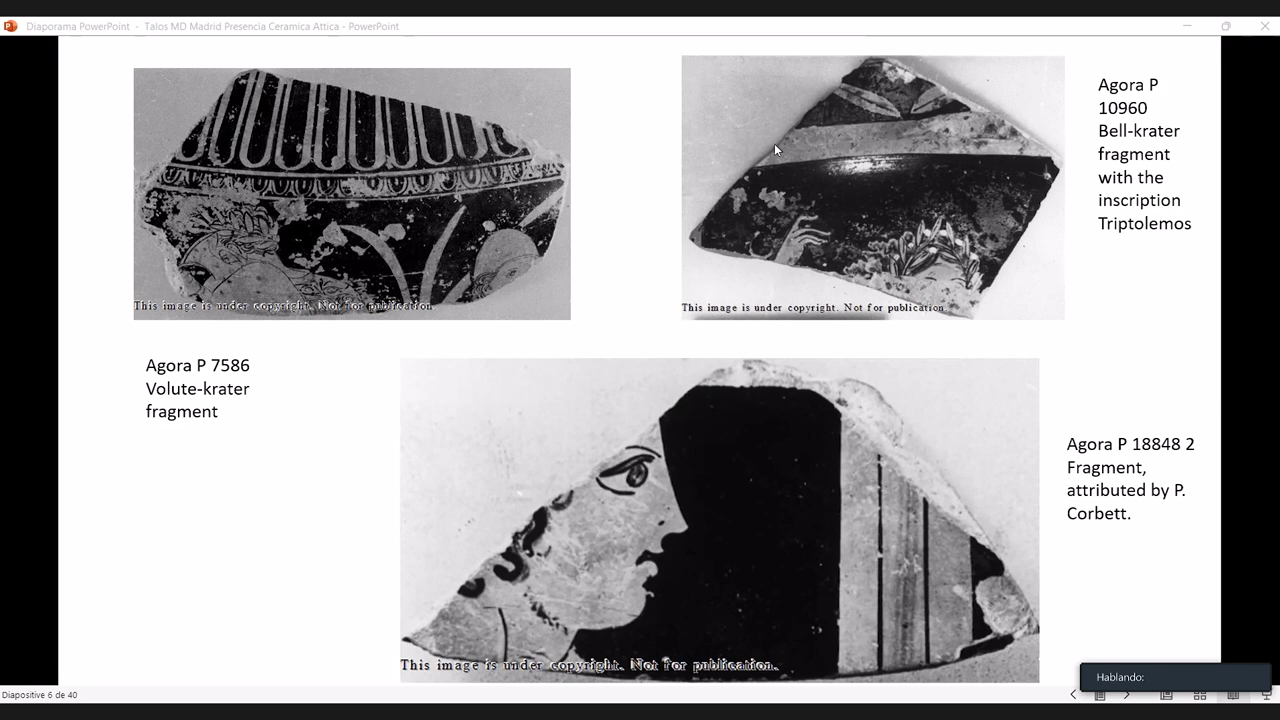 Diaporama PowerPoint - Talos MD Madrid Presencia Ceramica Attica - PowerPoint
This image is under copyright. Not for publication
This image is under copyright. Not for publication
Agora P
10960
Bell-krater
fragment
with the
inscription
Triptolemos
Agora P 7586
Volute-krater
fragment
This image is under copyright. Not for publication.
Agora P 18848 2
Fragment,
attributed by P.
Corbett.
Hablando:
Diapositive 6 de 40